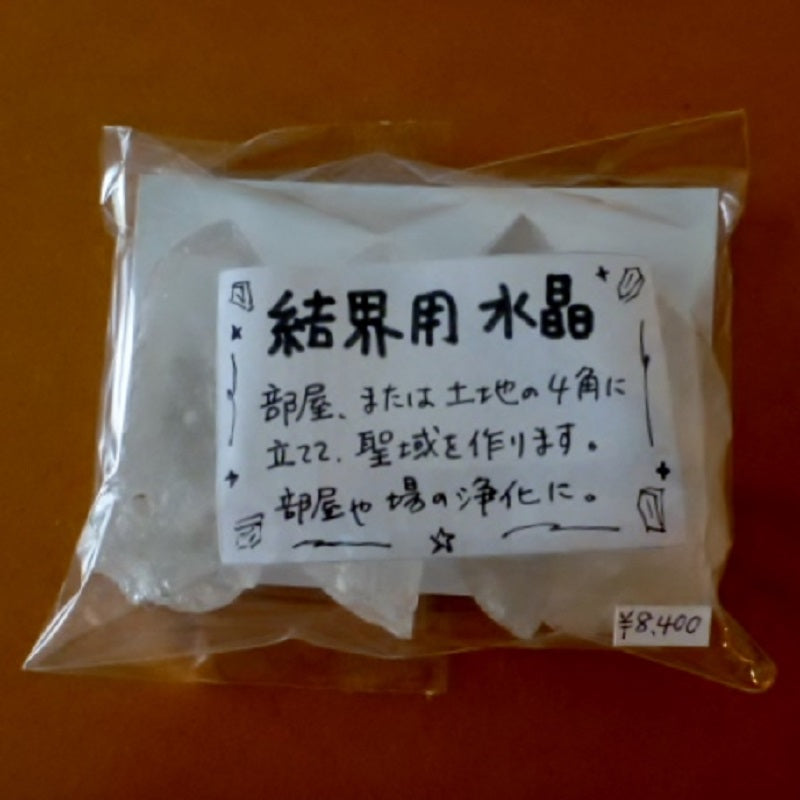 結界用 水晶
部屋、または土地の4角に
立てて、聖域を作ります。
部屋や場の浄化に。
¥8,400